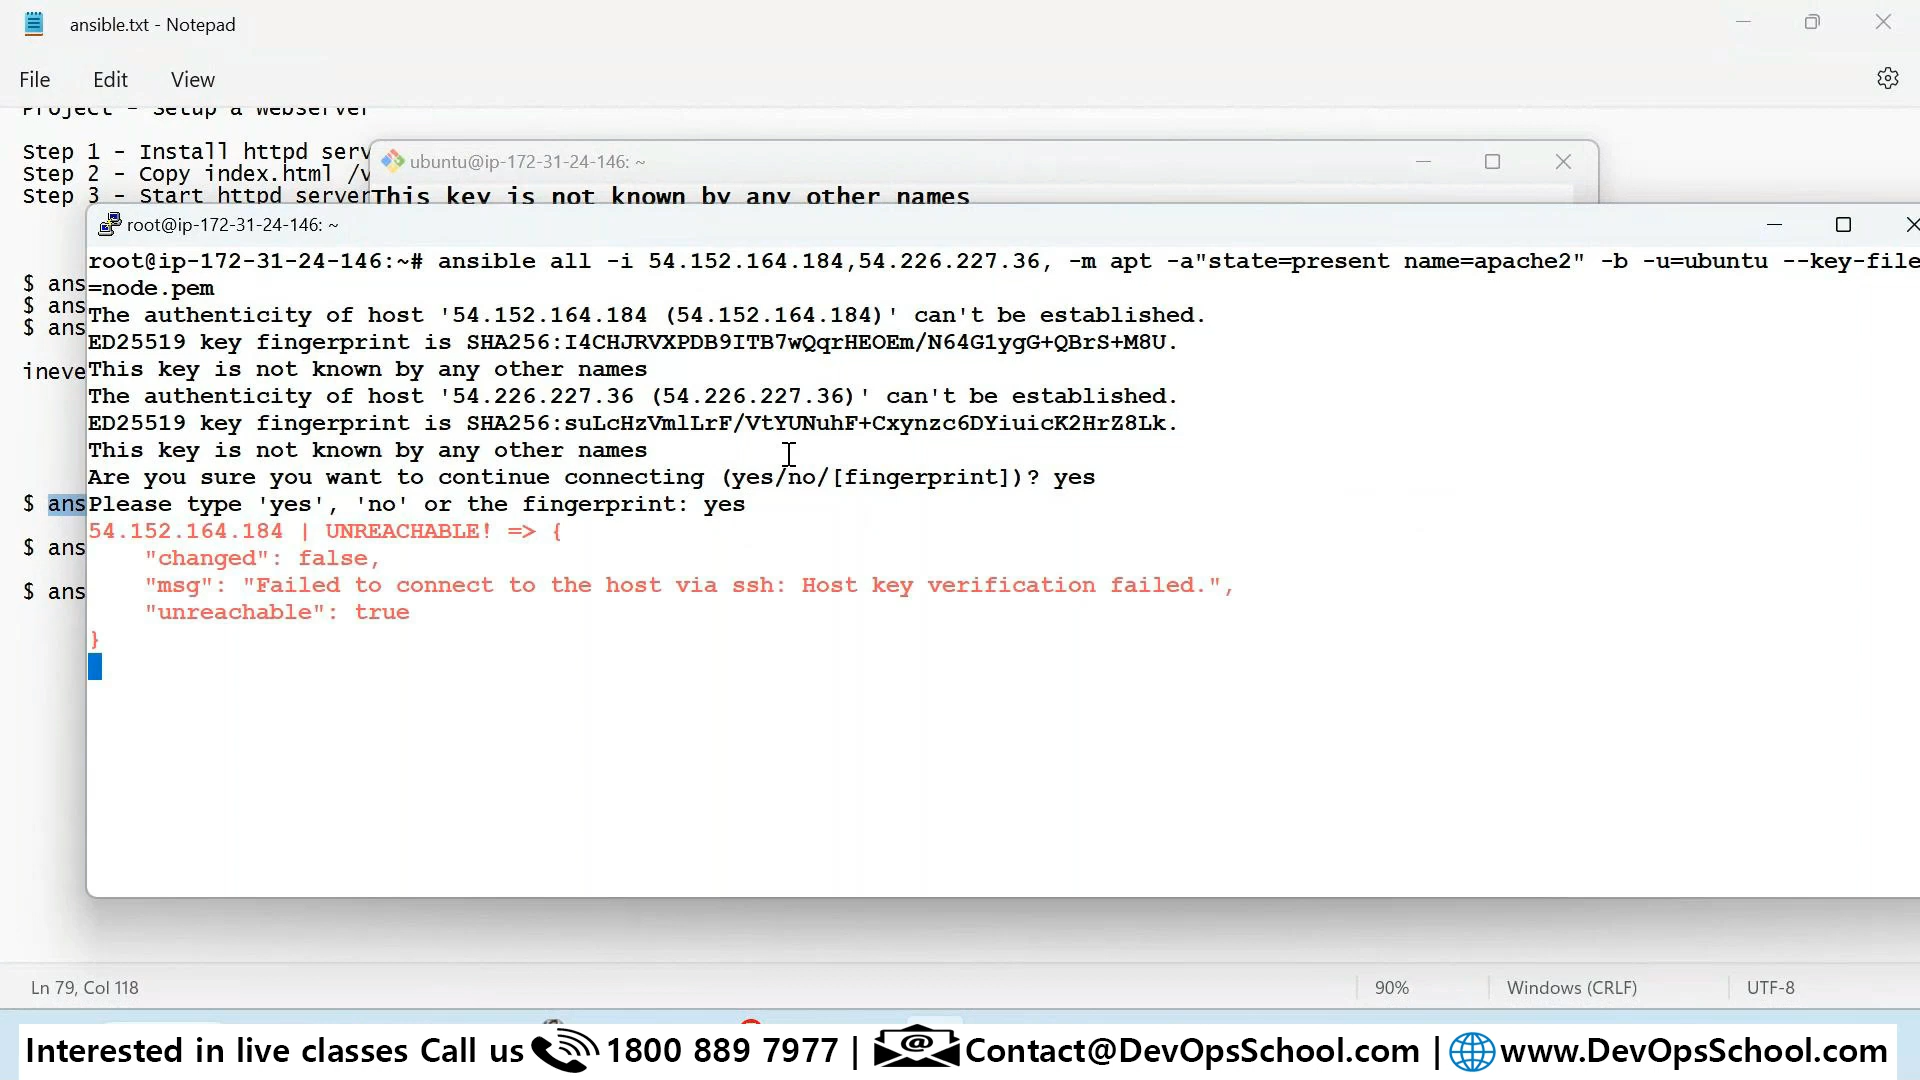 ansible.txt - Notepad
File Edit View
Project - Setup a webserver
Step 1 - Install httpd serv
Step 2 - Copy index.html /v
Step 3 - Start httpd server
ubuntu@ip-172-31-24-146: ~
This key is not known by any other names
root@ip-172-31-24-146: ~
root@ip-172-31-24-146:~# ansible all -i 54.152.164.184,54.226.227.36, -m apt -a"state=present name=apache2" -b -u=ubuntu --key-file
=node.pem
The authenticity of host '54.152.164.184 (54.152.164.184)' can't be established.
ED25519 key fingerprint is SHA256:I4CHJRVXPDB9ITB7wQqrHEOEm/N64G1ygG+QBrS+M8U.
This key is not known by any other names
The authenticity of host '54.226.227.36 (54.226.227.36)' can't be established.
ED25519 key fingerprint is SHA256:suLcHzVmlLrF/VtYUNuhF+Cxynzc6DYiuicK2HrZ8Lk.
This key is not known by any other names
Are you sure you want to continue connecting (yes/no/[fingerprint])? yes
Please type 'yes', 'no' or the fingerprint: yes
54.152.164.184 | UNREACHABLE! => {
"changed": false,
"msg": "Failed to connect to the host via ssh: Host key verification failed.",
"unreachable": true
}
$ ans
$ ans
$ ans
ineve
$ ans
$ ans
$ ans
Ln 79, Col 118
90%
Windows (CRLF)
UTF-8
Interested in live classes Call us 1800 889 7977 | Contact@DevOpsSchool.com | www.DevOpsSchool.com